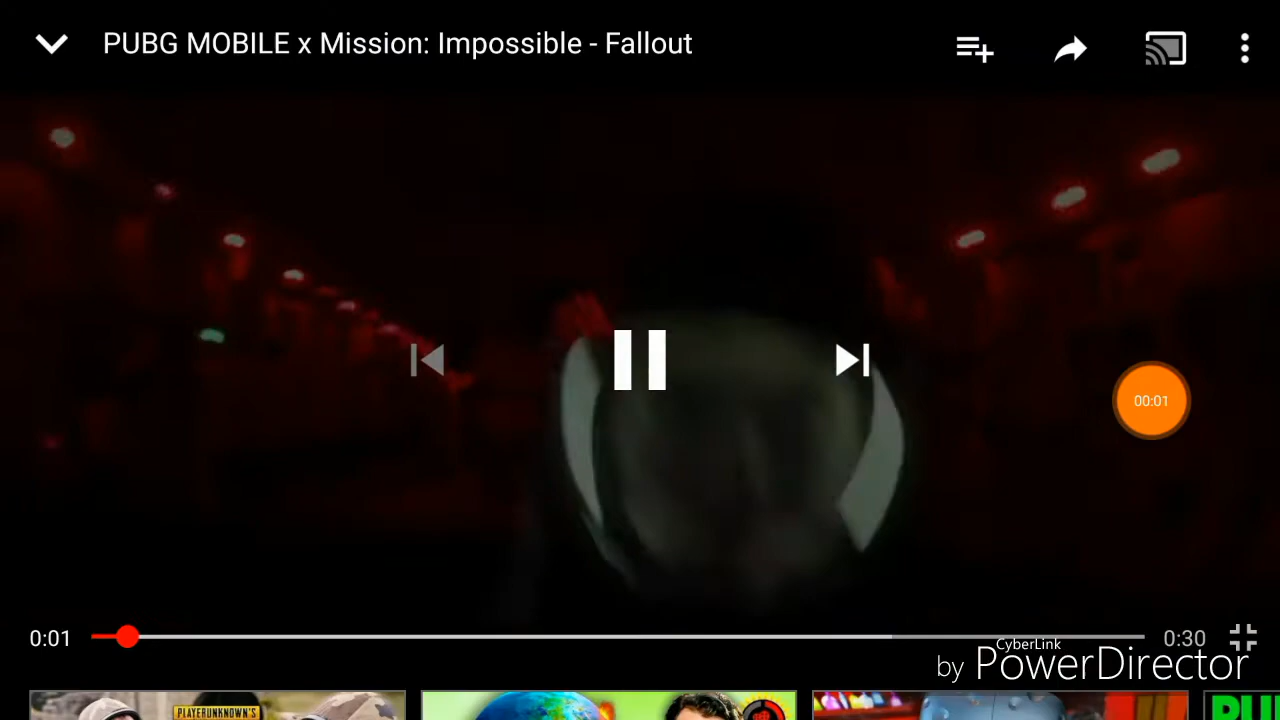 PUBG MOBILE x Mission: Impossible - Fallout
00:01
0:01
0:30
CyberLink
by PowerDirector
PLAYERUNKNOWN'S